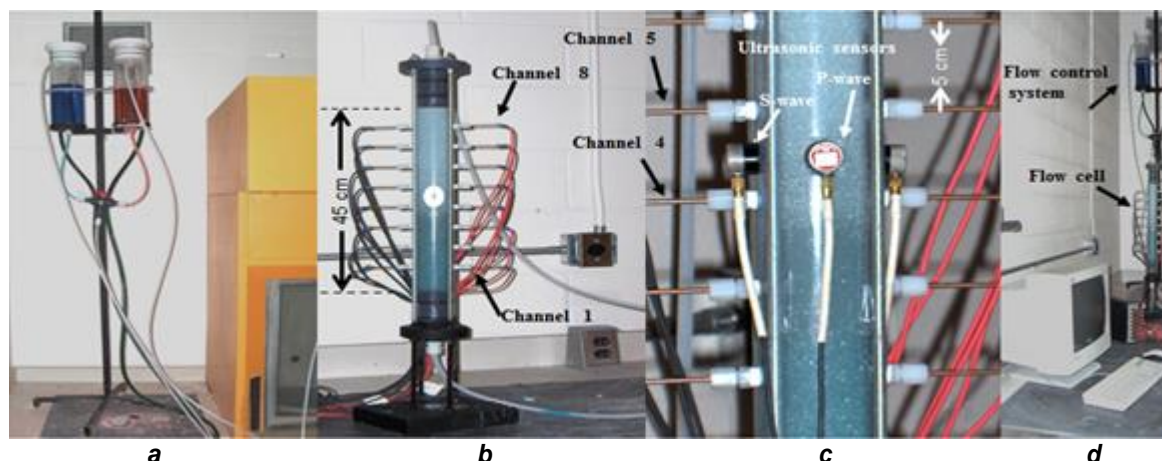 Channel 8
45 cm
Channel 1
Channel 5
Ultrasonic sensors
P-wave
S-wave
Channel 4
5 cm
Flow control
system
Flow cell
a
b
c
d